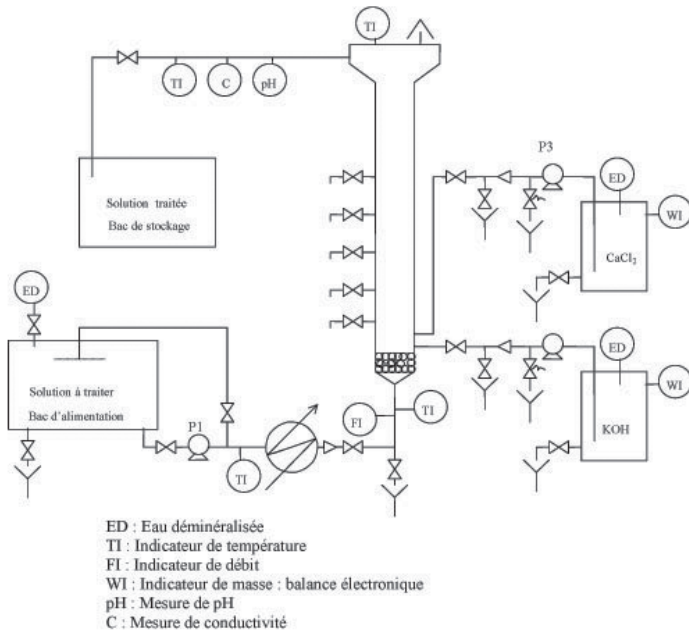 TI
TI
C
pH
P3
ED
WI
Solution traitée
Bac de stockage
CaCl₂
ED
ED
WI
Solution à traiter
Bac d'alimentation
P1
FI
TI
KOH
TI
ED : Eau déminéralisée
TI : Indicateur de température
FI : Indicateur de débit
WI : Indicateur de masse : balance électronique
pH : Mesure de pH
C : Mesure de conductivité